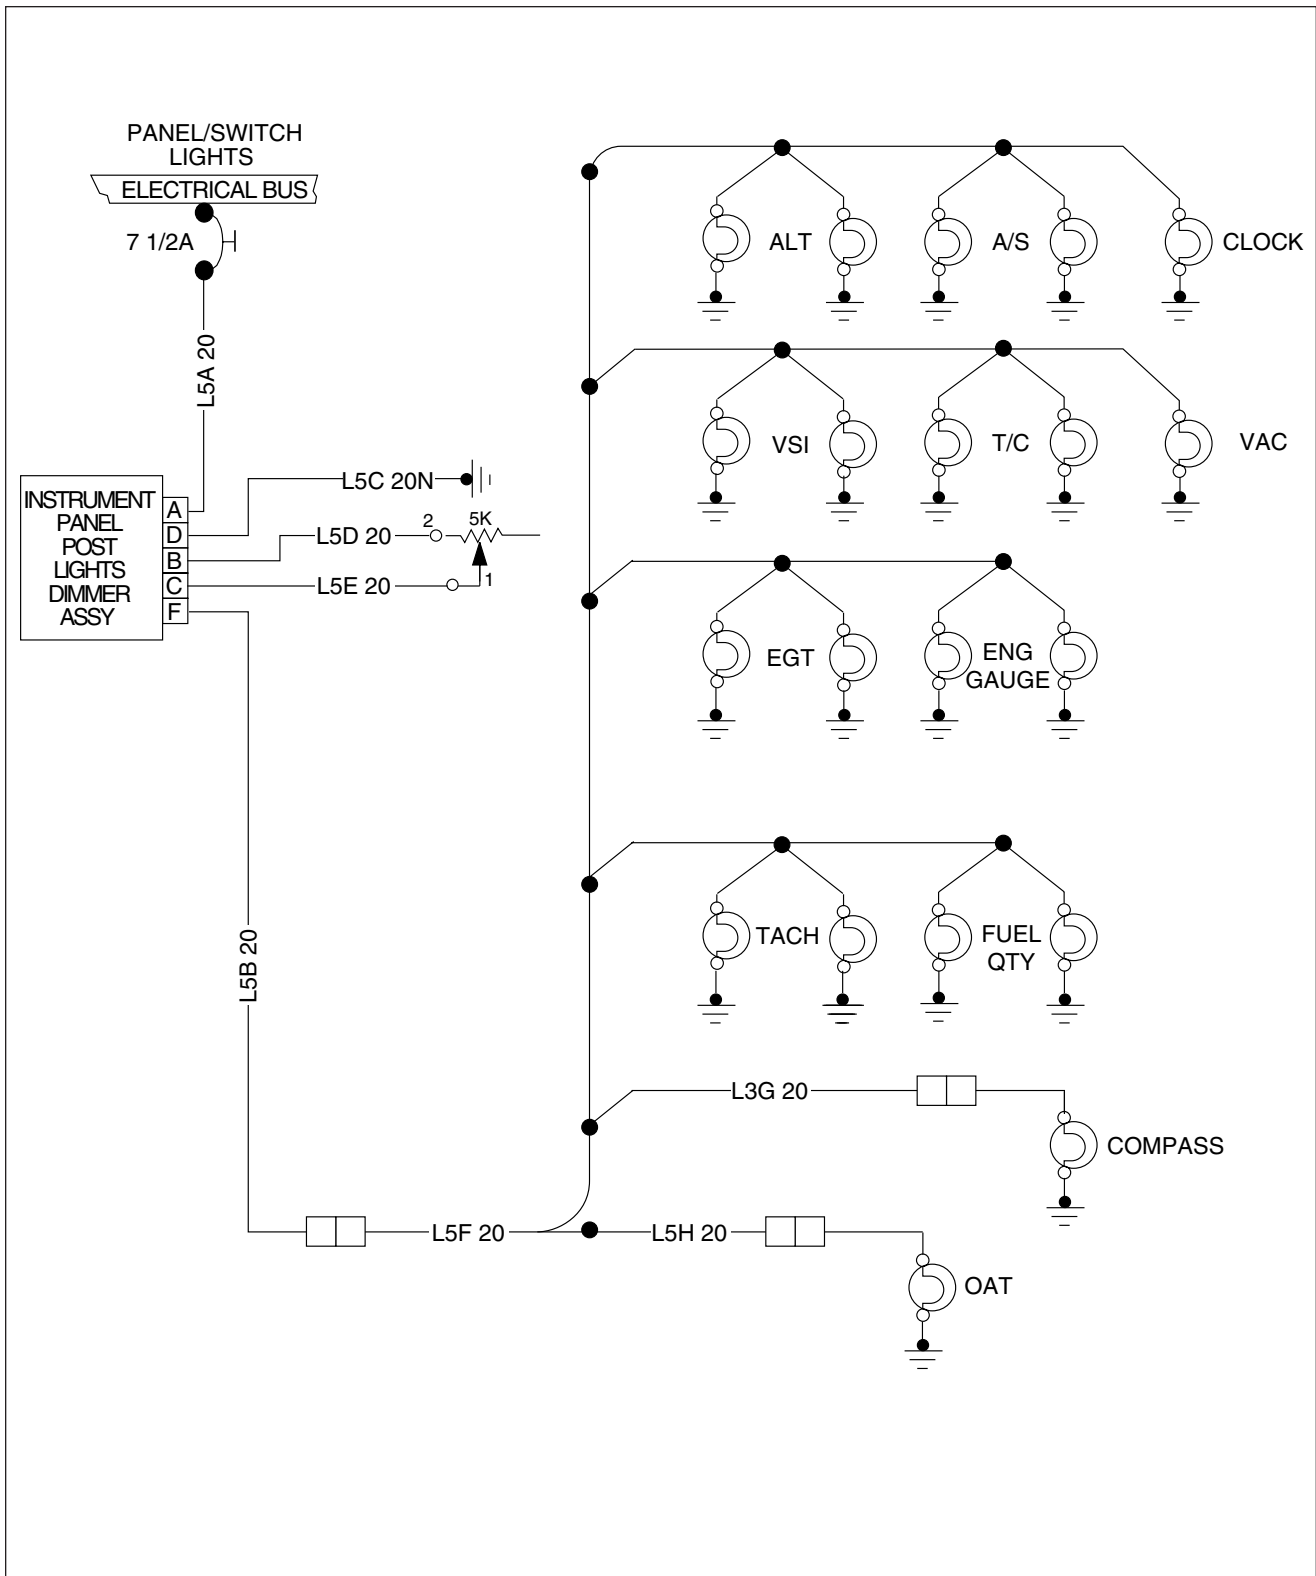 PANEL/SWITCH
LIGHTS
ELECTRICAL BUS
7 1/2A
L5A 20
INSTRUMENT
PANEL
POST
LIGHTS
DIMMER
ASSY
A
D
B
C
F
L5C 20N
L5D 20
2
5K
L5E 20
1
L5B 20
ALT
A/S
CLOCK
VSI
T/C
VAC
EGT
ENG
GAUGE
TACH
FUEL
QTY
L3G 20
COMPASS
L5F 20
L5H 20
OAT